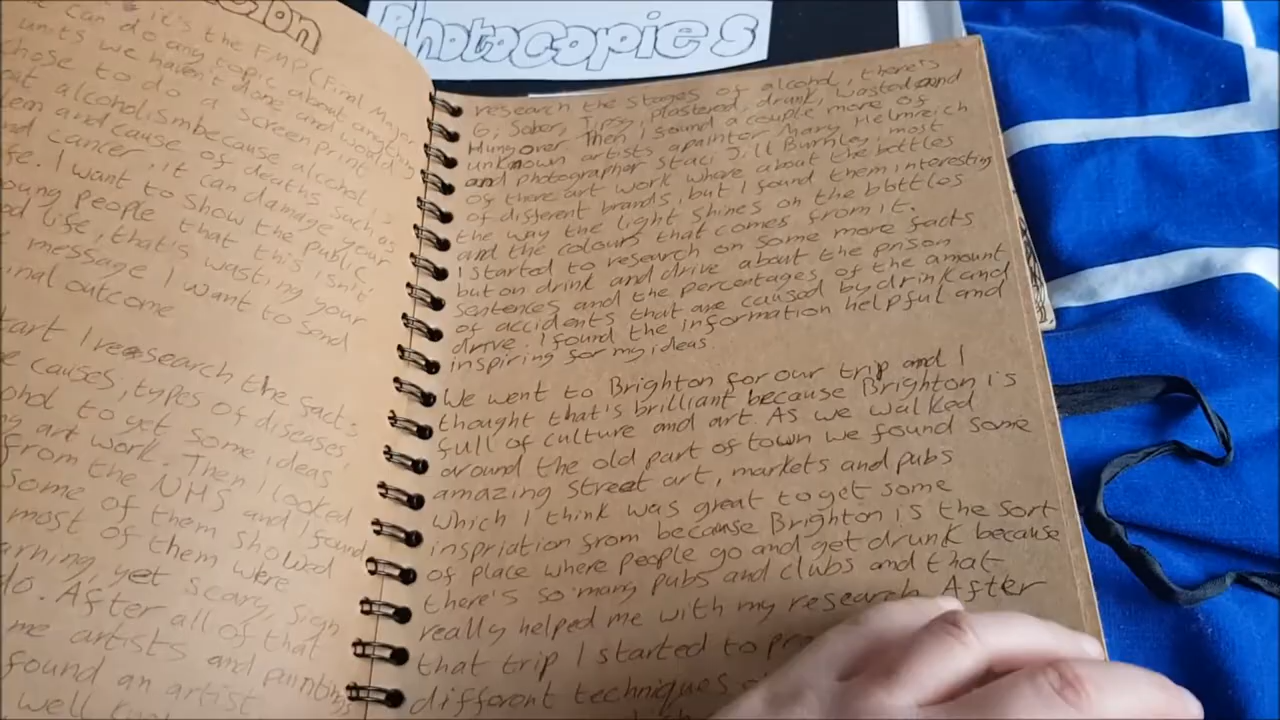 Photocopies
it's the FMP (Final Major
can do any topic about anything
units we haven't done and would
chose to do a screen print
alcoholism because alcohol is
and cause of deaths such as
cancer, it can damage your
I want to show the public
young people that this isn't
life, that's wasting your
message I want to send
outcome
I reasearch the facts
causes, types of diseases
to get some ideas
art work. Then I looked
from the NHS and I found
some of them showed
most of them were
yet scary, sign
After all of that
artists and paintings
found an artist
well
research the stages of alcohol, there's
6; Sober, Tipsy, plastered, drunk, wasted and
Hungover. Then I found a couple more of
unknown artists a painter Mary Helmreich
and photographer Staci Jill Burnley, most
of there art work where about the bottles
of different brands, but I found them interesting
the way the light shines on the bottles
and the colours that comes from it.
I started to research on some more facts
but on drink and drive about the prison
sentences and the percentages of the amount
of accidents that are caused by drink and
drive. I found the information helpful and
inspiring for my ideas.
We went to Brighton for our trip and I
thought that's brilliant because Brighton is
full of culture and art. As we walked
around the old part of town we found some
amazing street art, markets and pubs
which I think was great to get some
inspriation from because Brighton is the sort
of place where people go and get drunk because
there's so many pubs and clubs and that
really helped me with my research. After
that trip I started to
different techniques